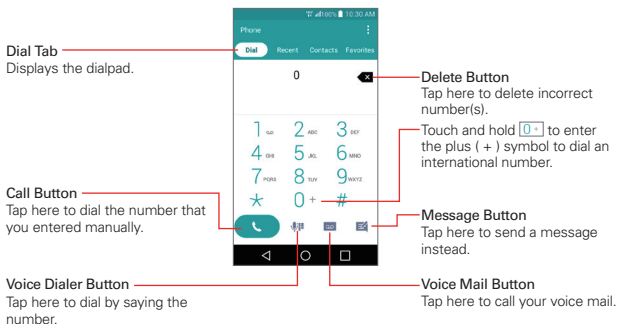 Dial Tab
Displays the dialpad.
Call Button
Tap here to dial the number that
you entered manually.
Voice Dialer Button
Tap here to dial by saying the
number.
100% 10:30 AM
Phone
Dial Recent Contacts Favorites
0
1 2 ABC 3 DEF
4 GHI 5 JKL 6 MNO
7 PQRS 8 TUV 9 WXYZ
* 0 + #
Delete Button
Tap here to delete incorrect
number(s).
Touch and hold 0 + to enter
the plus ( + ) symbol to dial an
international number.
Message Button
Tap here to send a message
instead.
Voice Mail Button
Tap here to call your voice mail.